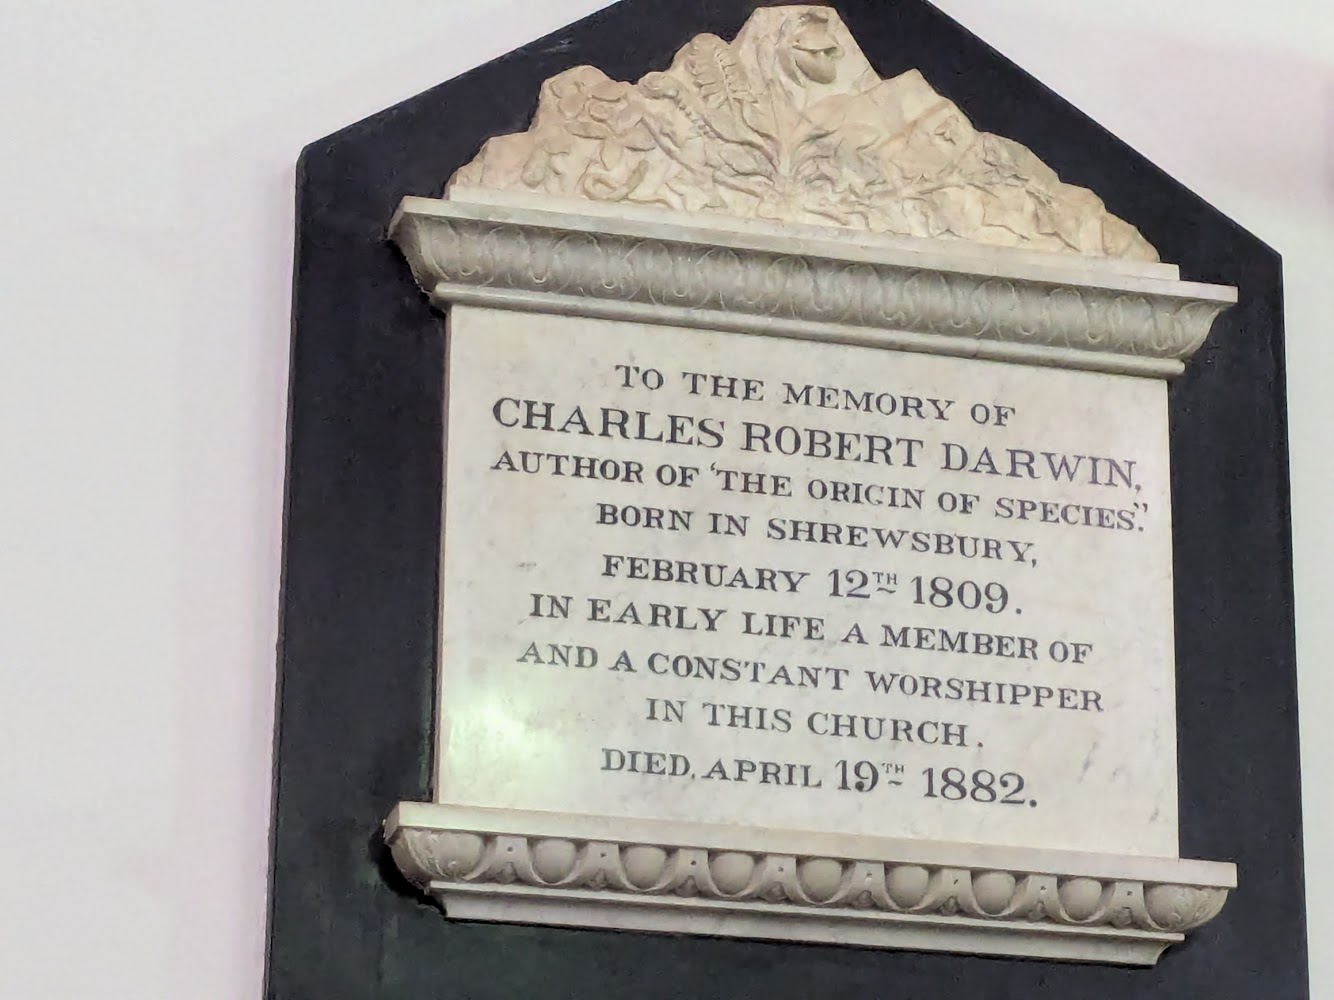 TO THE MEMORY OF
CHARLES ROBERT DARWIN,
AUTHOR OF 'THE ORIGIN OF SPECIES."
BORN IN SHREWSBURY,
FEBRUARY 12TH 1809.
IN EARLY LIFE A MEMBER OF
AND A CONSTANT WORSHIPPER
IN THIS CHURCH.
DIED, APRIL 19TH 1882.